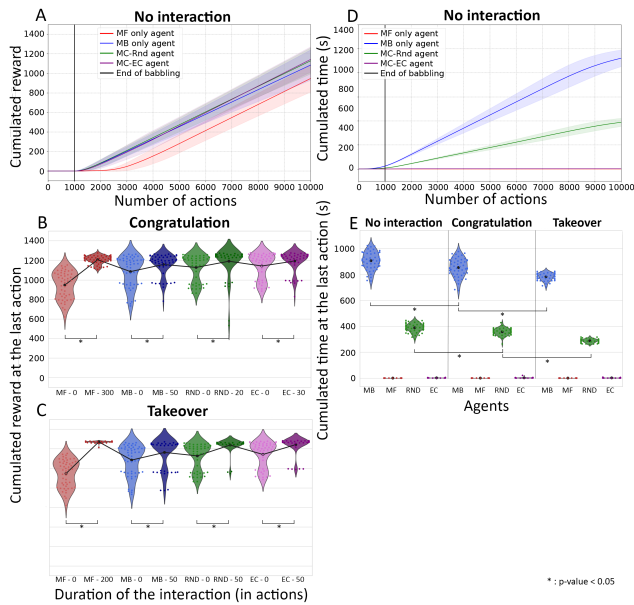 A
No interaction
Cumulated reward
1400
1200
1000
800
600
400
200
0
MF only agent
MB only agent
MC-Rnd agent
MC-EC agent
End of babbling
0 1000 2000 3000 4000 5000 6000 7000 8000 9000 10000
Number of actions
D
No interaction
Cumulated time (s)
1400
1200
1000
800
600
400
200
0
MF only agent
MB only agent
MC-Rnd agent
MC-EC agent
End of babbling
0 1000 2000 3000 4000 5000 6000 7000 8000 9000 10000
Number of actions
B
Congratulation
Cumulated reward at the last action
1400
1200
1000
800
600
400
200
0
* * * *
MF - 0 MF - 300 MB - 0 MB - 50 RND - 0 RND - 20 EC - 0 EC - 30
C
Takeover
* * * *
MF - 0 MF - 200 MB - 0 MB - 50 RND - 0 RND - 20 EC - 0 EC - 50
Duration of the interaction (in actions)
E
No interaction Congratulation Takeover
Cumulated time at the last action (s)
1000
800
600
400
200
0
* *
* *
MB MF RND EC MB MF RND EC MB MF RND EC
Agents
* : p-value < 0.05